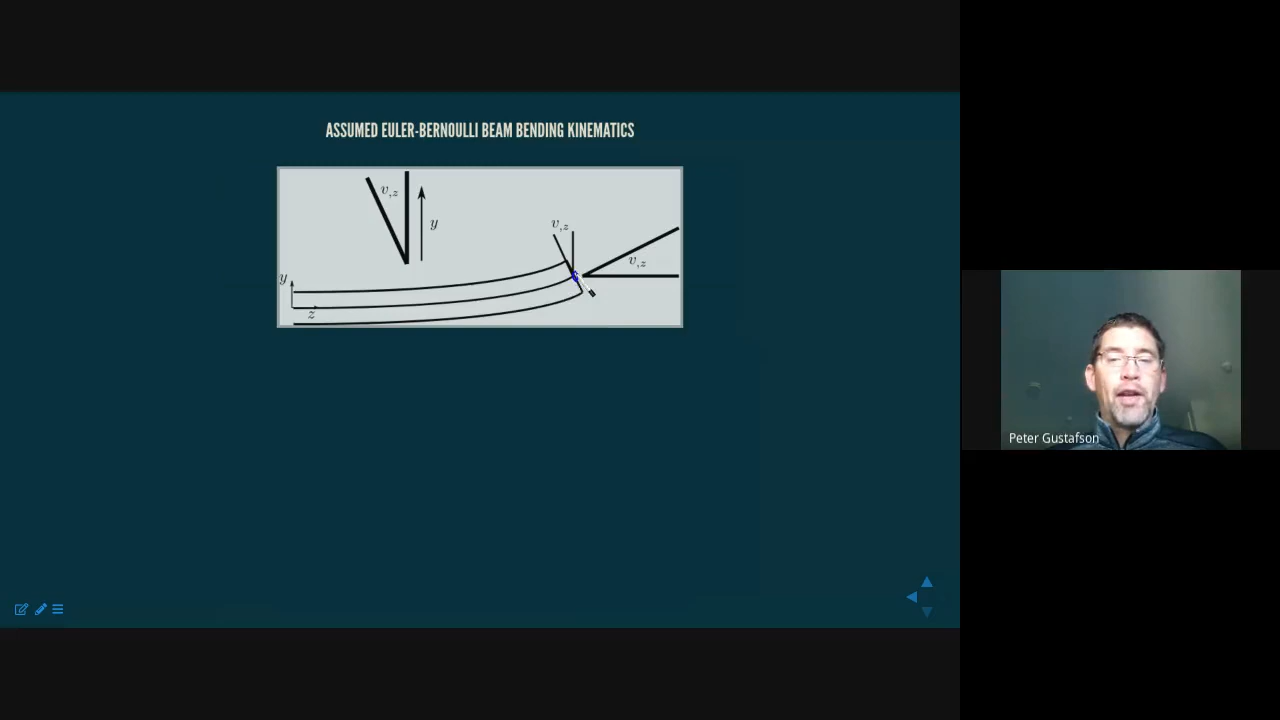 ASSUMED EULER-BERNOULLI BEAM BENDING KINEMATICS
v,z
y
v,z
v,z
y
z
Peter Gustafson